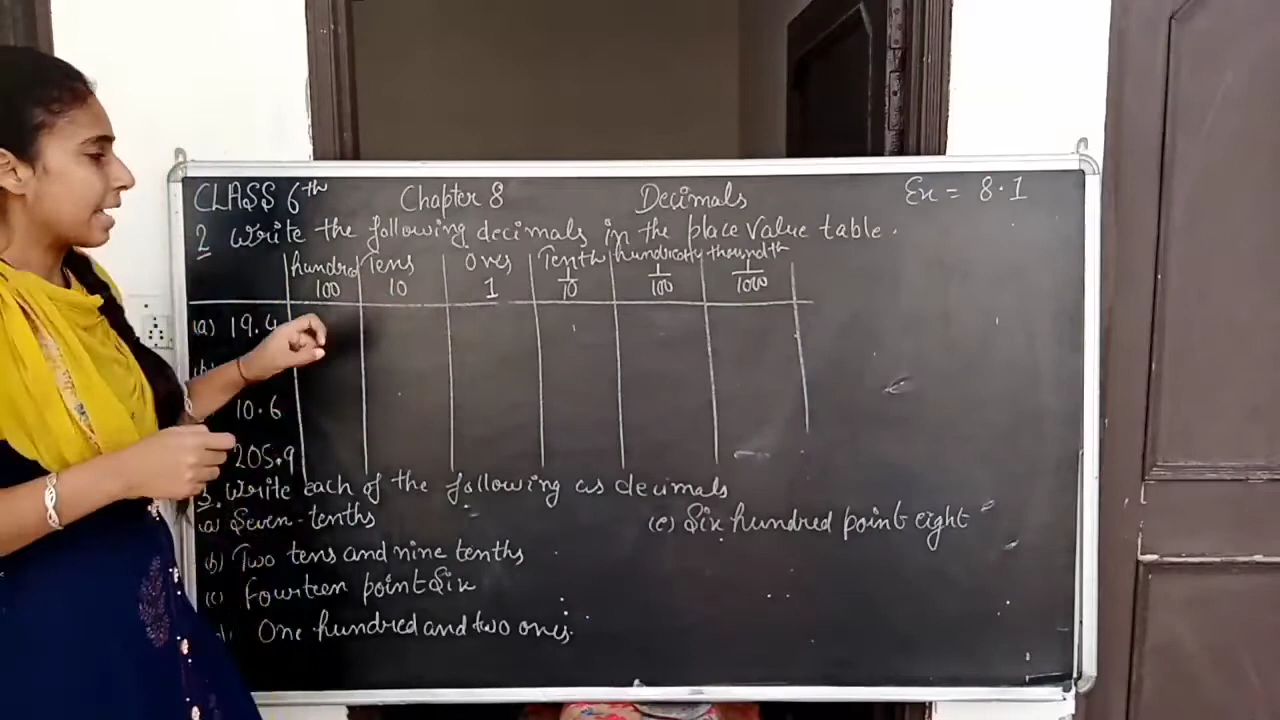 CLASS 6th Chapter 8 Decimals Ex = 8.1
2 Write the following decimals in the place value table.
hundred Tens Ones Tenth hundredth thoundth
100 10 1 1/10 1/100 1/1000
(a) 19.4
(b)
10.6
205.9
3. Write each of the following as decimals
(a) Seven-tenths (e) Six hundred point eight
(b) Two tens and nine tenths
(c) Fourteen point Six
One hundred and two ones.